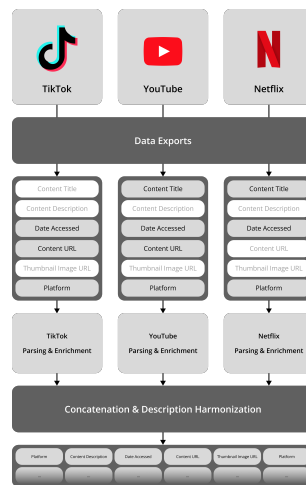 TikTok
YouTube
Netflix
Data Exports
Content Title
Content Description
Date Accessed
Content URL
Thumbnail Image URL
Platform
Content Title
Content Description
Date Accessed
Content URL
Thumbnail Image URL
Platform
Content Title
Content Description
Date Accessed
Content URL
Thumbnail Image URL
Platform
TikTok
Parsing & Enrichment
YouTube
Parsing & Enrichment
Netflix
Parsing & Enrichment
Concatenation & Description Harmonization
Platform
Content Description
Date Accessed
Content URL
Thumbnail Image URL
Platform
...
...
...
...
...
...